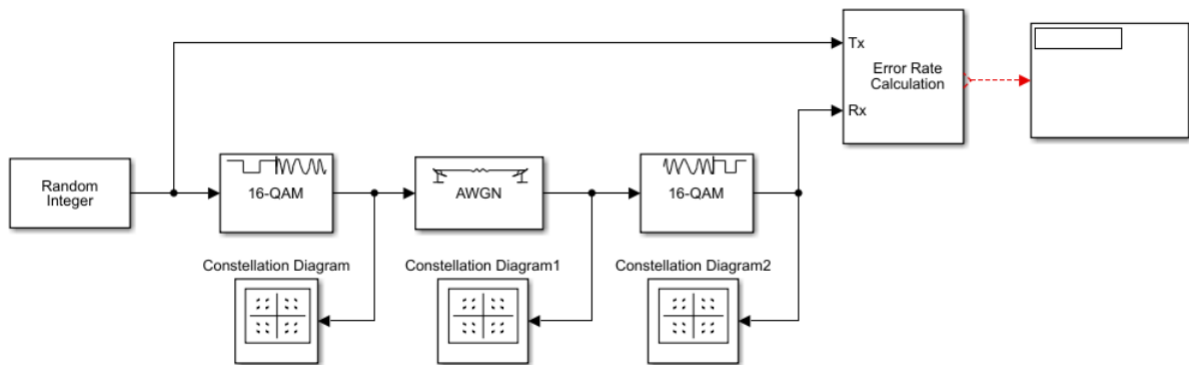 Tx
Error Rate
Calculation
Rx
Random
Integer
16-QAM
AWGN
16-QAM
Constellation Diagram
Constellation Diagram1
Constellation Diagram2